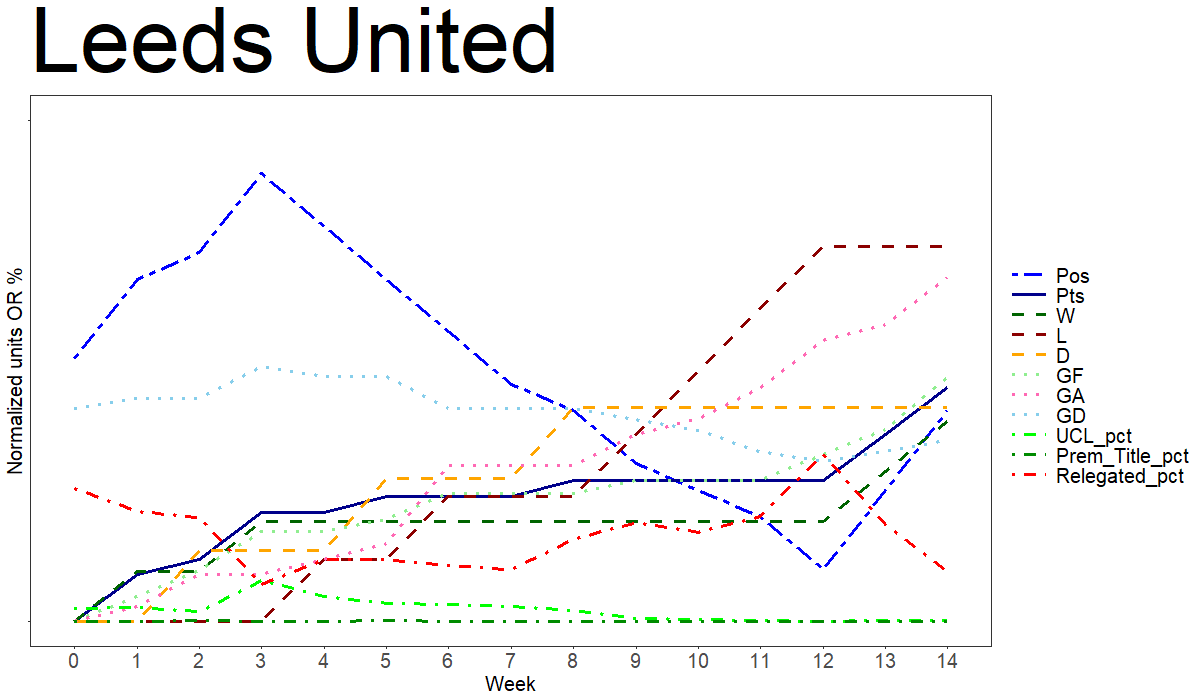 Leeds United
Normalized units OR %
Pos
Pts
W
L
D
GF
GA
GD
UCL_pct
Prem_Title_pct
Relegated_pct
0 1 2 3 4 5 6 7 8 9 10 11 12 13 14
Week